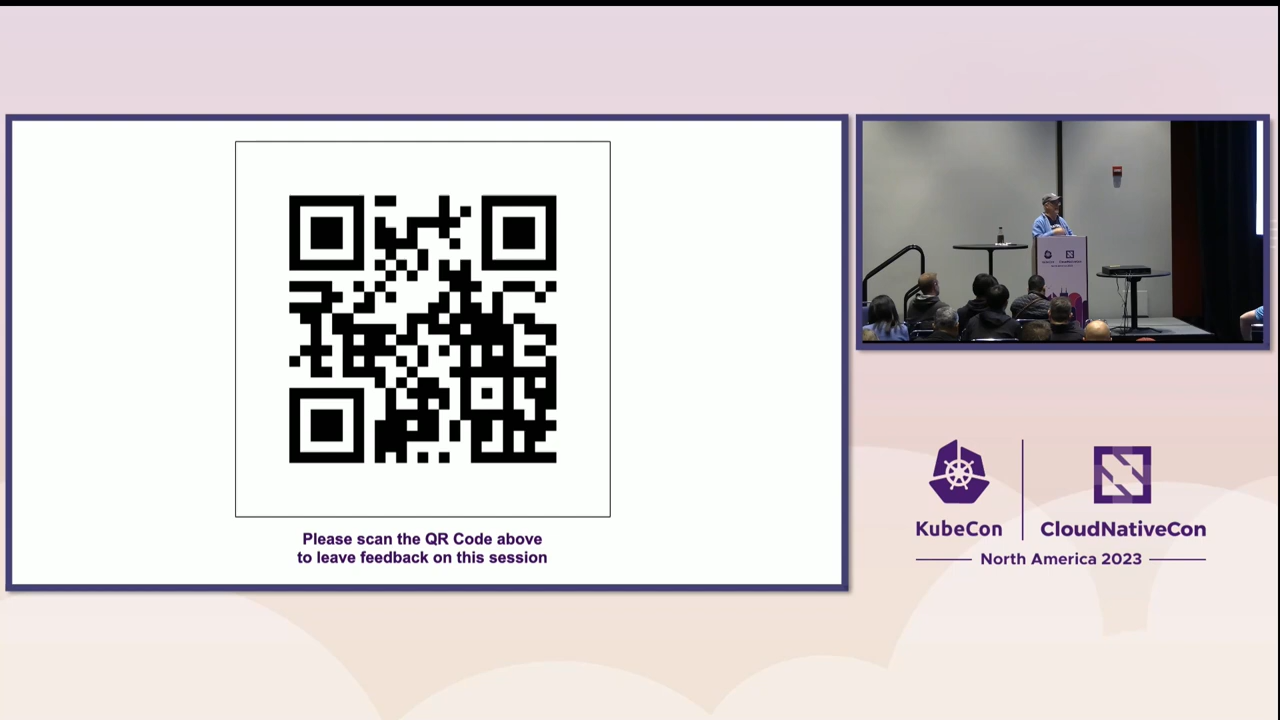 Please scan the QR Code above
to leave feedback on this session
KubeCon
CloudNativeCon
North America 2023